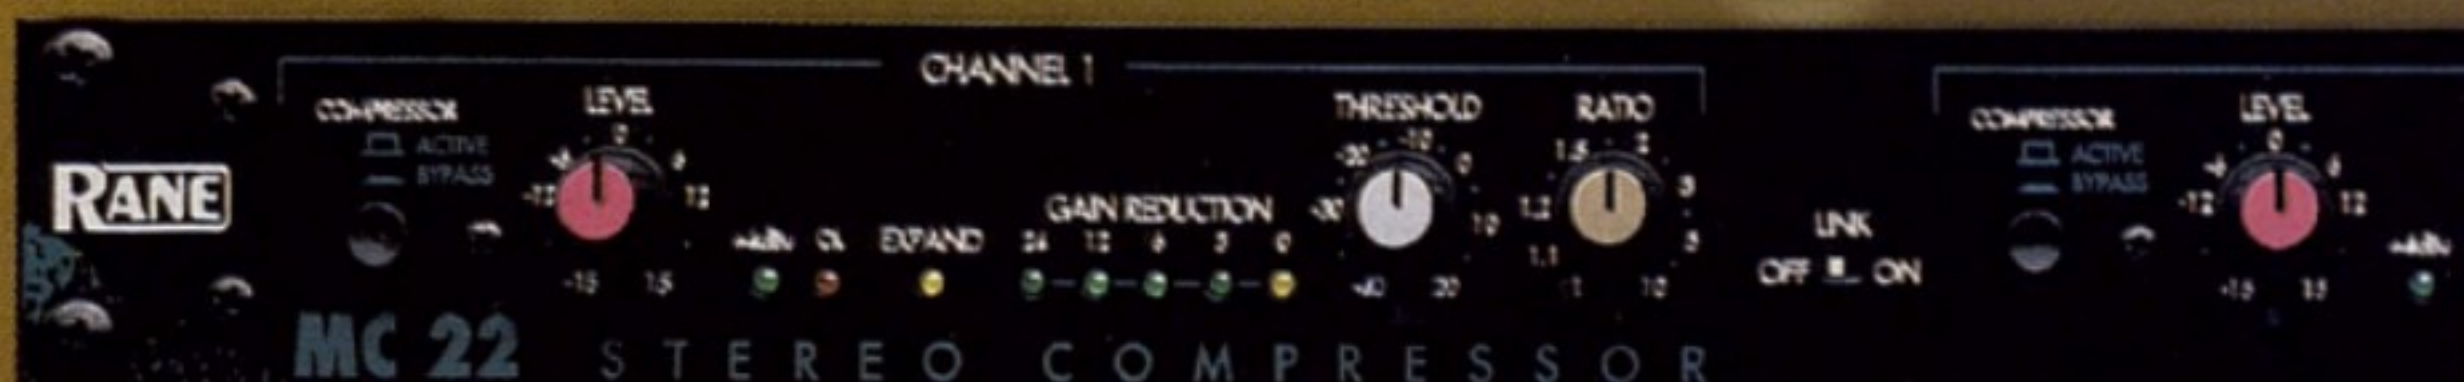 CHANNEL 1
COMPRESSOR LEVEL THRESHOLD RATIO COMPRESSOR LEVEL
0 -10 1.5 2 0
ACTIVE -6 6 -20 0 ACTIVE -6 6
BYPASS -12 12 -30 10 1.2 3 BYPASS -12 12
RANE
GAIN REDUCTION
LINK
OL EXPAND 24 12 6 3 0 1.1 5
OFF ON
-15 15 -40 20 1 10 -15 15
MC 22 STEREO COMPRESSOR